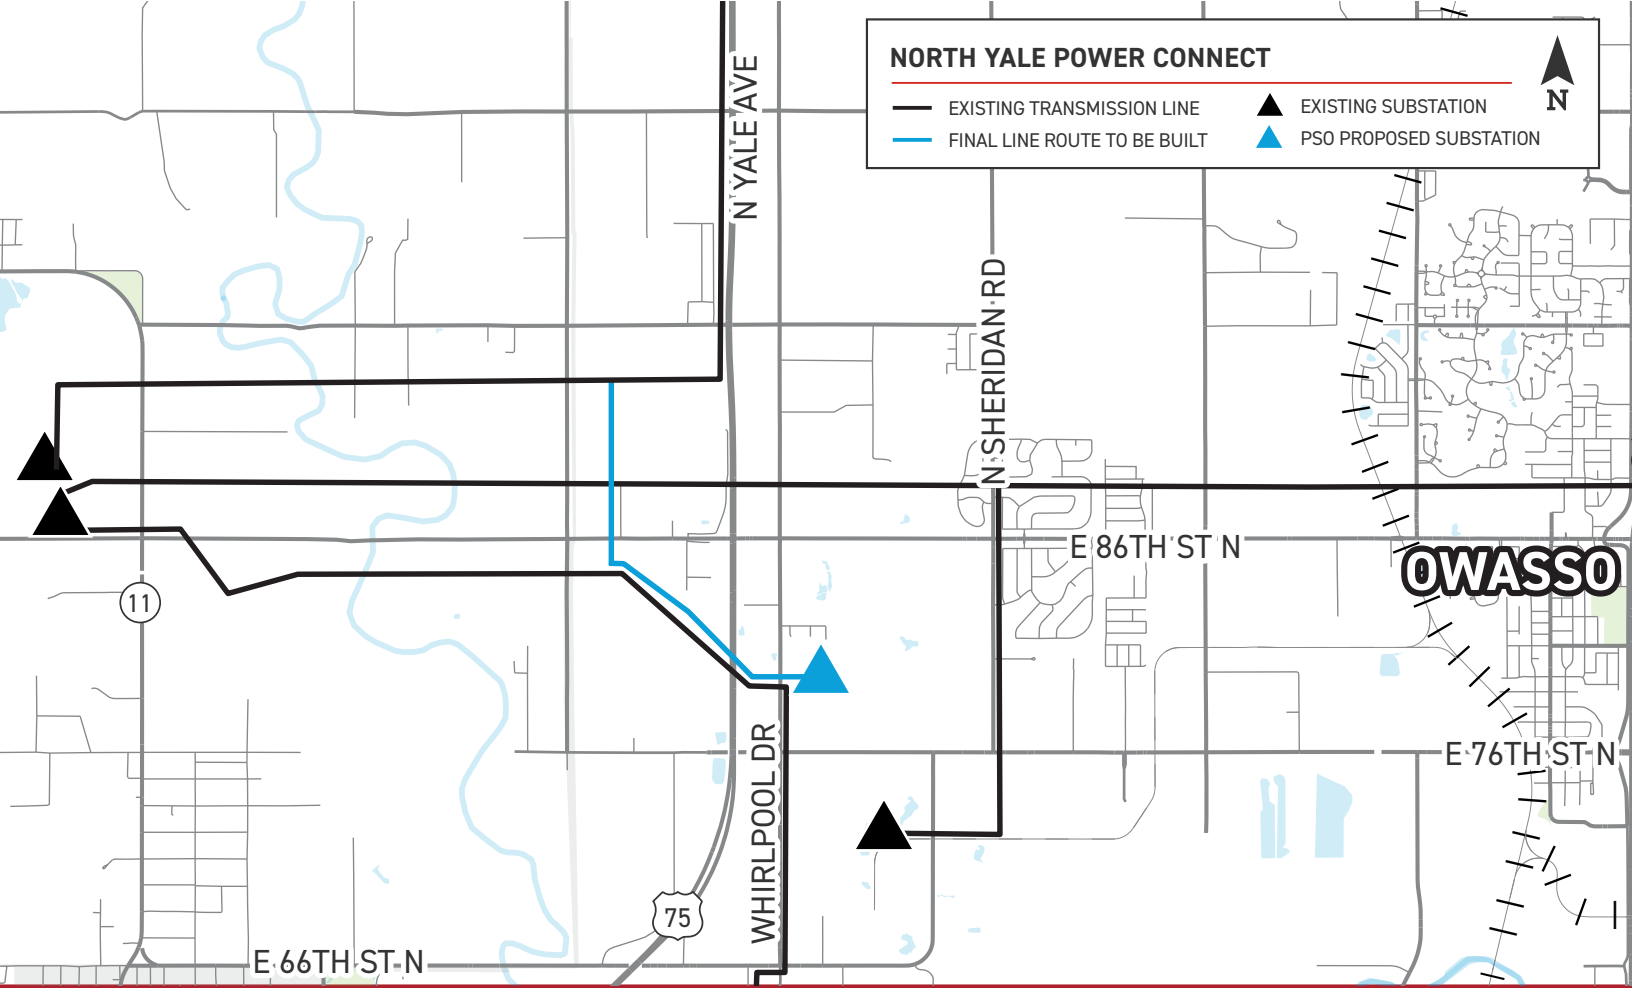 NORTH YALE POWER CONNECT
EXISTING TRANSMISSION LINE
EXISTING SUBSTATION
FINAL LINE ROUTE TO BE BUILT
PSO PROPOSED SUBSTATION
N
N YALE AVE
N SHERIDAN RD
E 86TH ST N
OWASSO
11
E 76TH ST N
WHIRLPOOL DR
75
E 66TH ST N